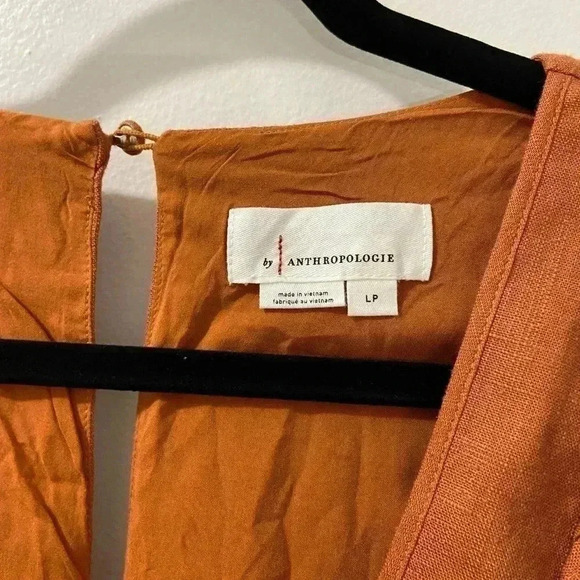 by ANTHROPOLOGIE
made in vietnam
fabriqué au vietnam
LP